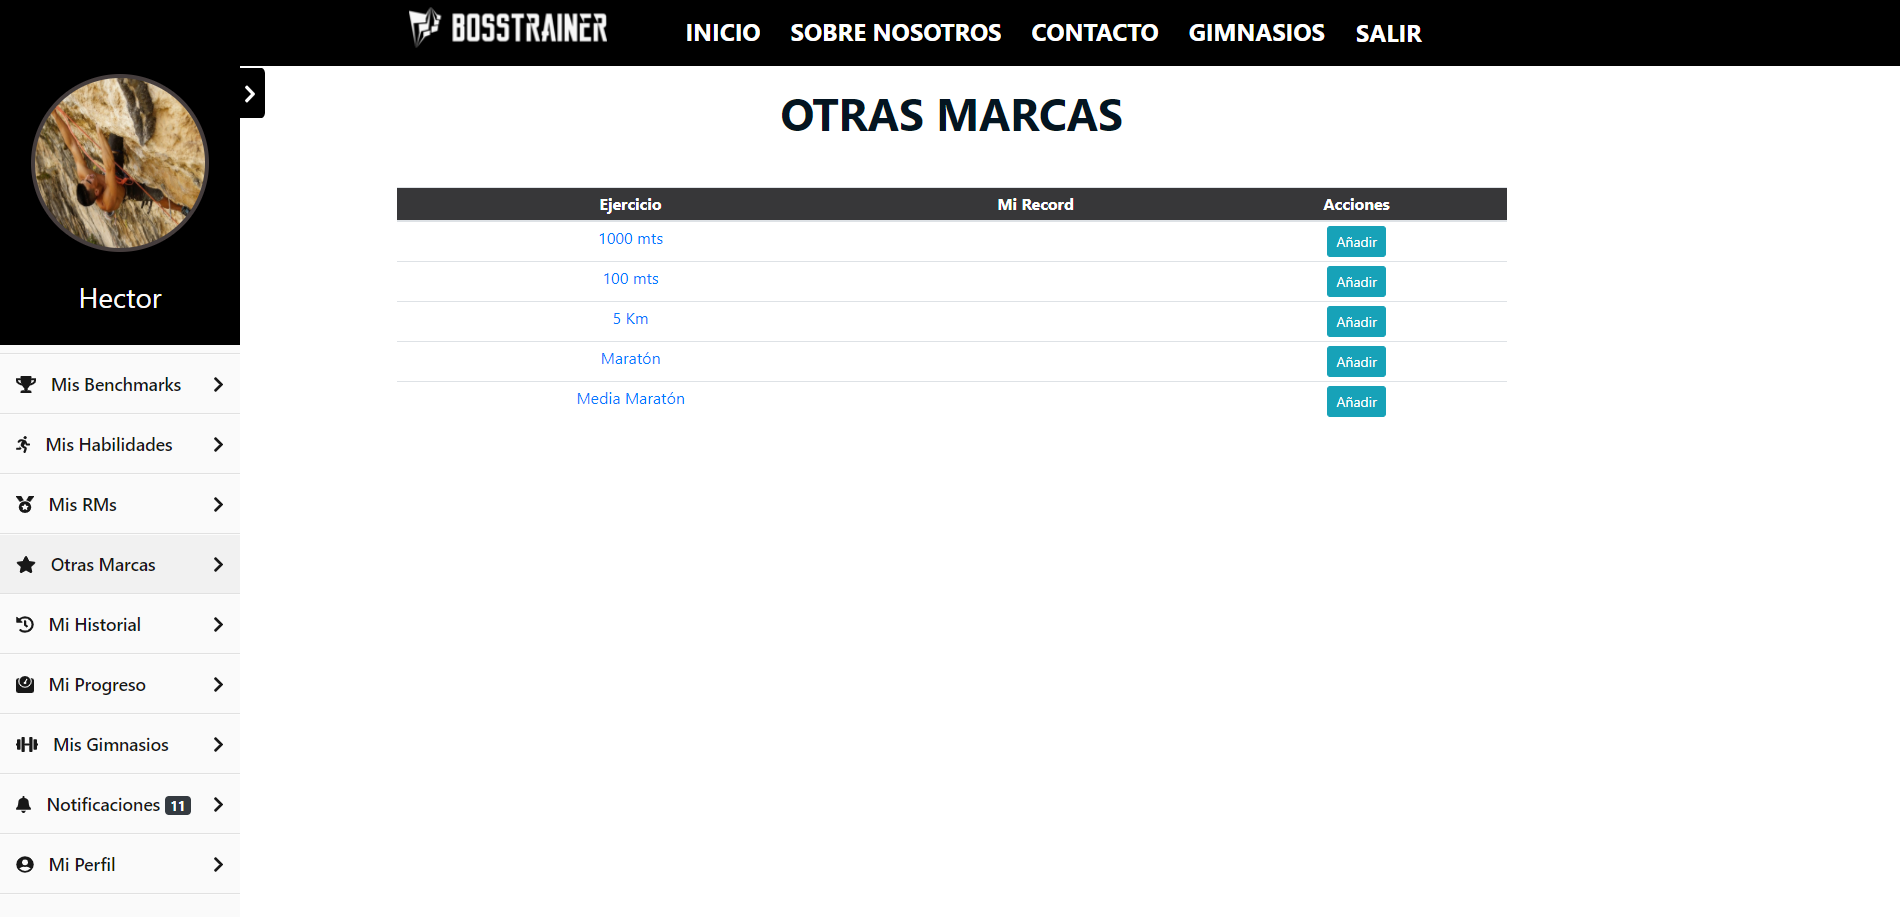 BOSSTRAINER
INICIO SOBRE NOSOTROS CONTACTO GIMNASIOS SALIR
Hector
Mis Benchmarks
Mis Habilidades
Mis RMs
Otras Marcas
Mi Historial
Mi Progreso
Mis Gimnasios
Notificaciones 11
Mi Perfil
OTRAS MARCAS
Ejercicio Mi Record Acciones
1000 mts Añadir
100 mts Añadir
5 Km Añadir
Maratón Añadir
Media Maratón Añadir